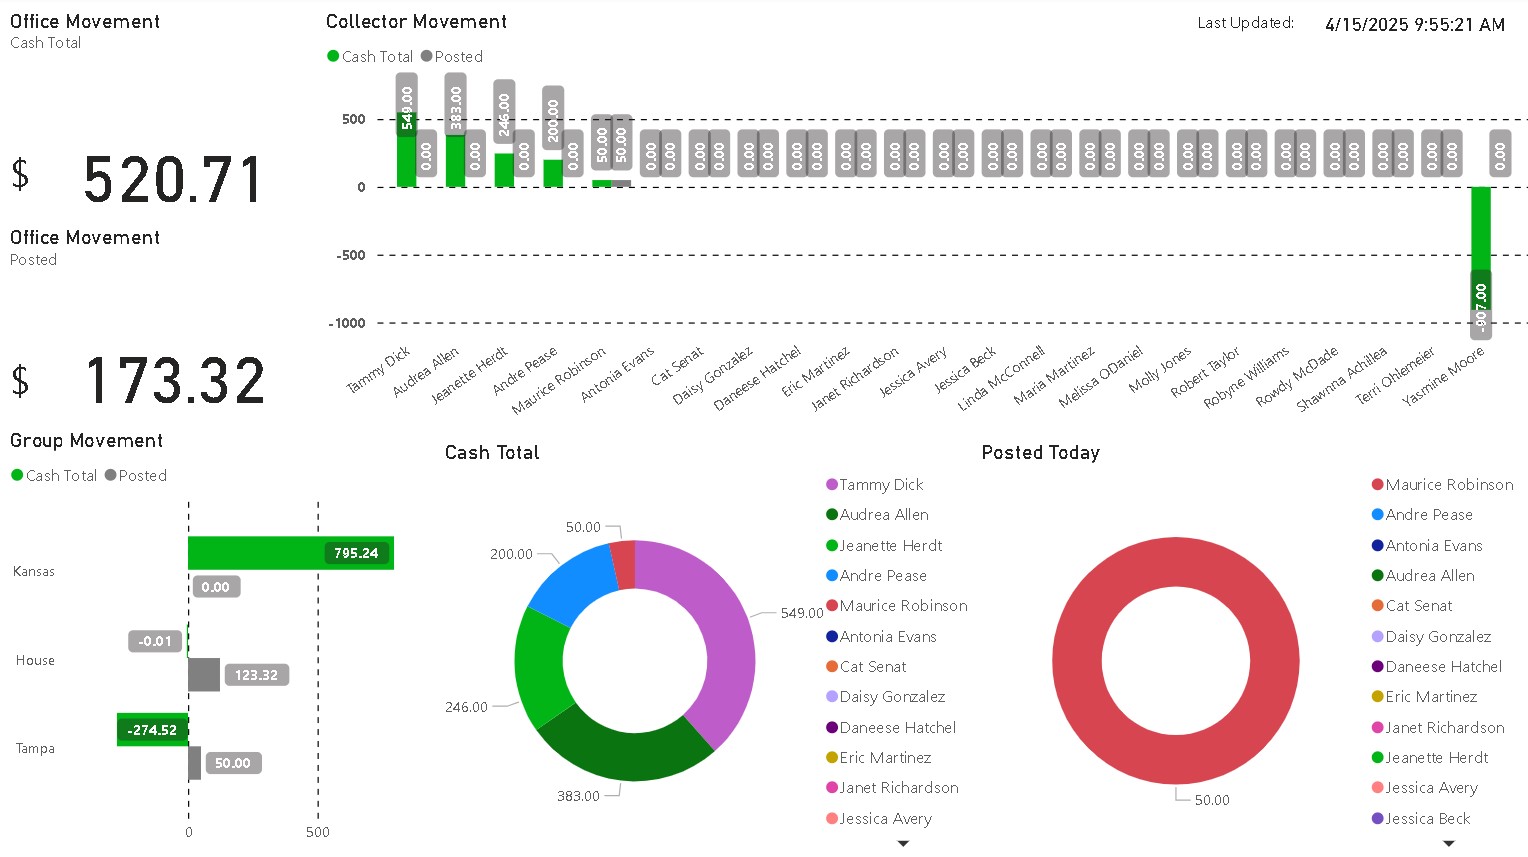 Office Movement
Cash Total
$ 520.71
Office Movement
Posted
$ 173.32
Collector Movement
Last Updated: 4/15/2025 9:55:21 AM
Cash Total Posted
500
0
-500
-1000
549.00 0.00 383.00 0.00 246.00 0.00 200.00 0.00 50.00 50.00 0.00 0.00 0.00 0.00 0.00 0.00 0.00 0.00 0.00 0.00 0.00 0.00 0.00 0.00 0.00 0.00 0.00 0.00 0.00 0.00 0.00 0.00 0.00 0.00 0.00 0.00 0.00 0.00 0.00 0.00 0.00 0.00 0.00 0.00 -907.00 0.00
Tammy Dick
Audrea Allen
Jeanette Herdt
Andre Pease
Maurice Robinson
Antonia Evans
Cat Senat
Daisy Gonzalez
Daneese Hatchel
Eric Martinez
Janet Richardson
Jessica Avery
Jessica Beck
Linda McConnell
Maria Martinez
Melissa ODaniel
Molly Jones
Robert Taylor
Robyne Williams
Rowdy McDade
Shawnna Achillea
Terri Ohlemeier
Yasmine Moore
Group Movement
Cash Total Posted
Kansas
795.24
0.00
House
-0.01
123.32
Tampa
-274.52
50.00
0 500
Cash Total
50.00
200.00
549.00
246.00
383.00
Tammy Dick
Audrea Allen
Jeanette Herdt
Andre Pease
Maurice Robinson
Antonia Evans
Cat Senat
Daisy Gonzalez
Daneese Hatchel
Eric Martinez
Janet Richardson
Jessica Avery
Posted Today
50.00
Maurice Robinson
Andre Pease
Antonia Evans
Audrea Allen
Cat Senat
Daisy Gonzalez
Daneese Hatchel
Eric Martinez
Janet Richardson
Jeanette Herdt
Jessica Avery
Jessica Beck